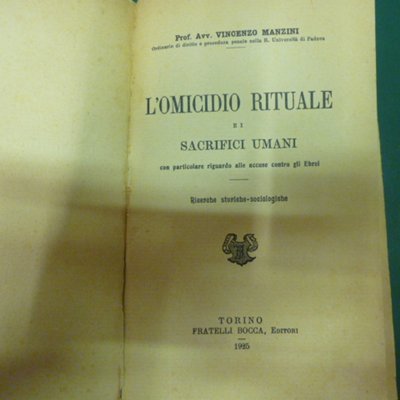 Prof. Avv. VINCENZO MANZINI
Ordinario di diritto e procedura penale nella R. Università di Padova
L'OMICIDIO RITUALE
E I
SACRIFICI UMANI
con particolare riguardo alle accuse contro gli Ebrei
Ricerche storiche-sociologiche
TORINO
FRATELLI BOCCA, EDITORI
1925